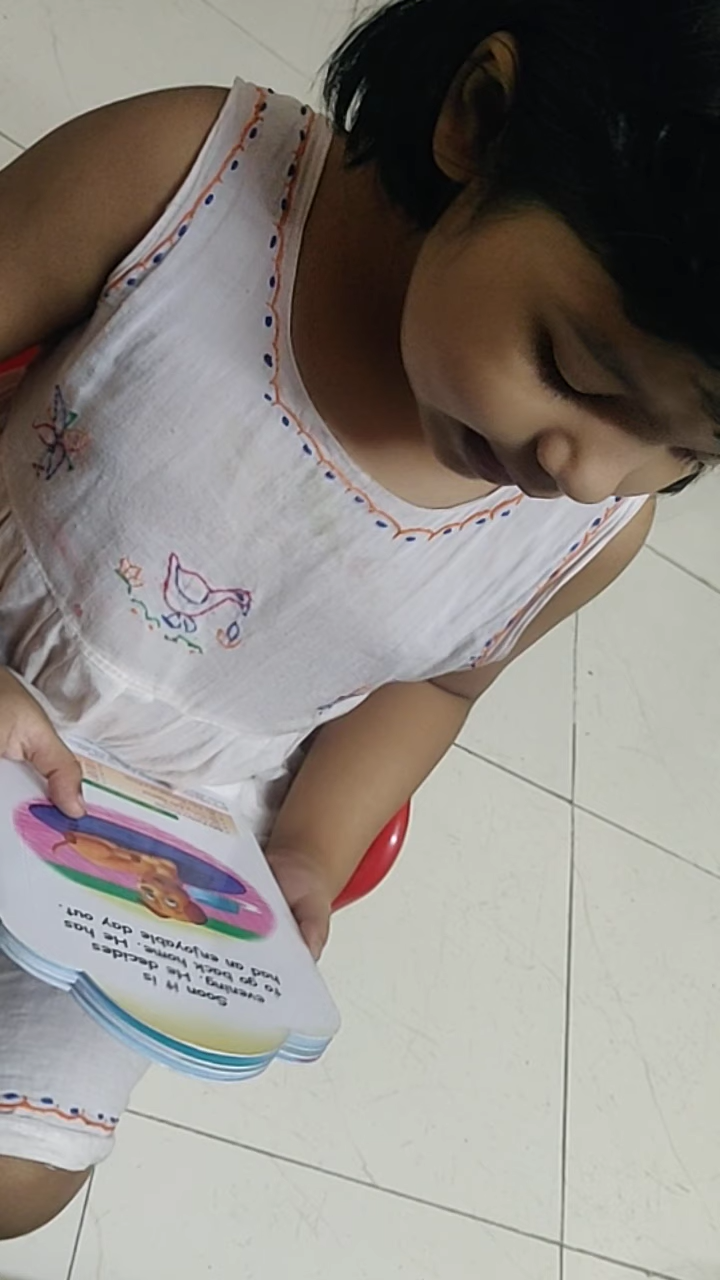 Soon it is
evening. He decides
to go back home. He has
had an enjoyable day out.